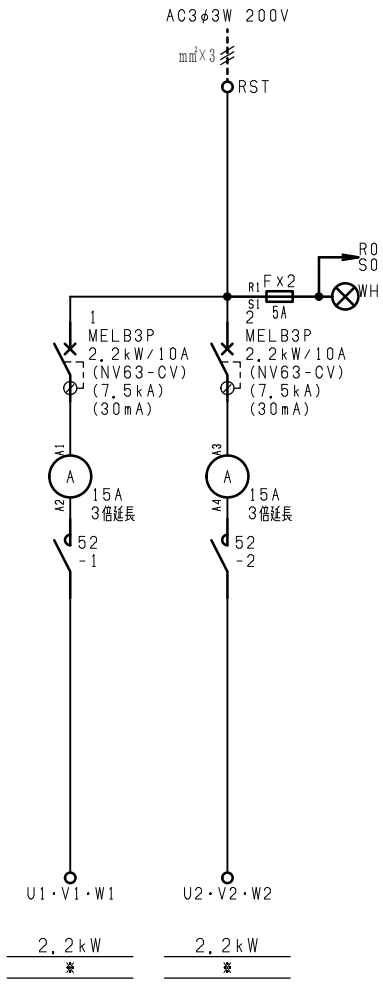 AC3φ3W 200V
mm²×3
RST
R0
S0
R1
F×2
S1
5A
WH
1
MELB3P
2.2kW/10A
(NV63-CV)
(7.5kA)
(30mA)
2
MELB3P
2.2kW/10A
(NV63-CV)
(7.5kA)
(30mA)
A1
A
A2
15A
3倍延長
A3
A
A4
15A
3倍延長
52
-1
52
-2
U1・V1・W1
U2・V2・W2
2.2kW
※
2.2kW
※